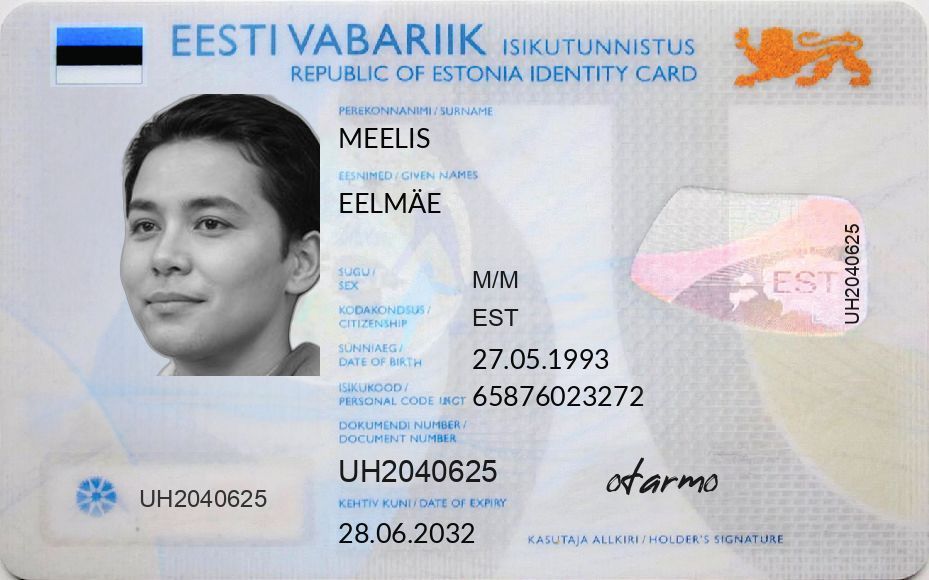 EESTI VABARIIK ISIKUTUNNISTUS
REPUBLIC OF ESTONIA IDENTITY CARD
PEREKONNANIMI / SURNAME
MEELIS
EESNIMED / GIVEN NAMES
EELMÄE
SUGU /
SEX
M/M
KODAKONDSUS /
CITIZENSHIP
EST
SÜNNIAEG /
DATE OF BIRTH
27.05.1993
ISIKUKOOD /
PERSONAL CODE
65876023272
DOKUMENDI NUMBER /
DOCUMENT NUMBER
UH2040625
KEHTIV KUNI / DATE OF EXPIRY
28.06.2032
UH2040625
EST
UH2040625
otarmo
KASUTAJA ALLKIRI / HOLDER'S SIGNATURE